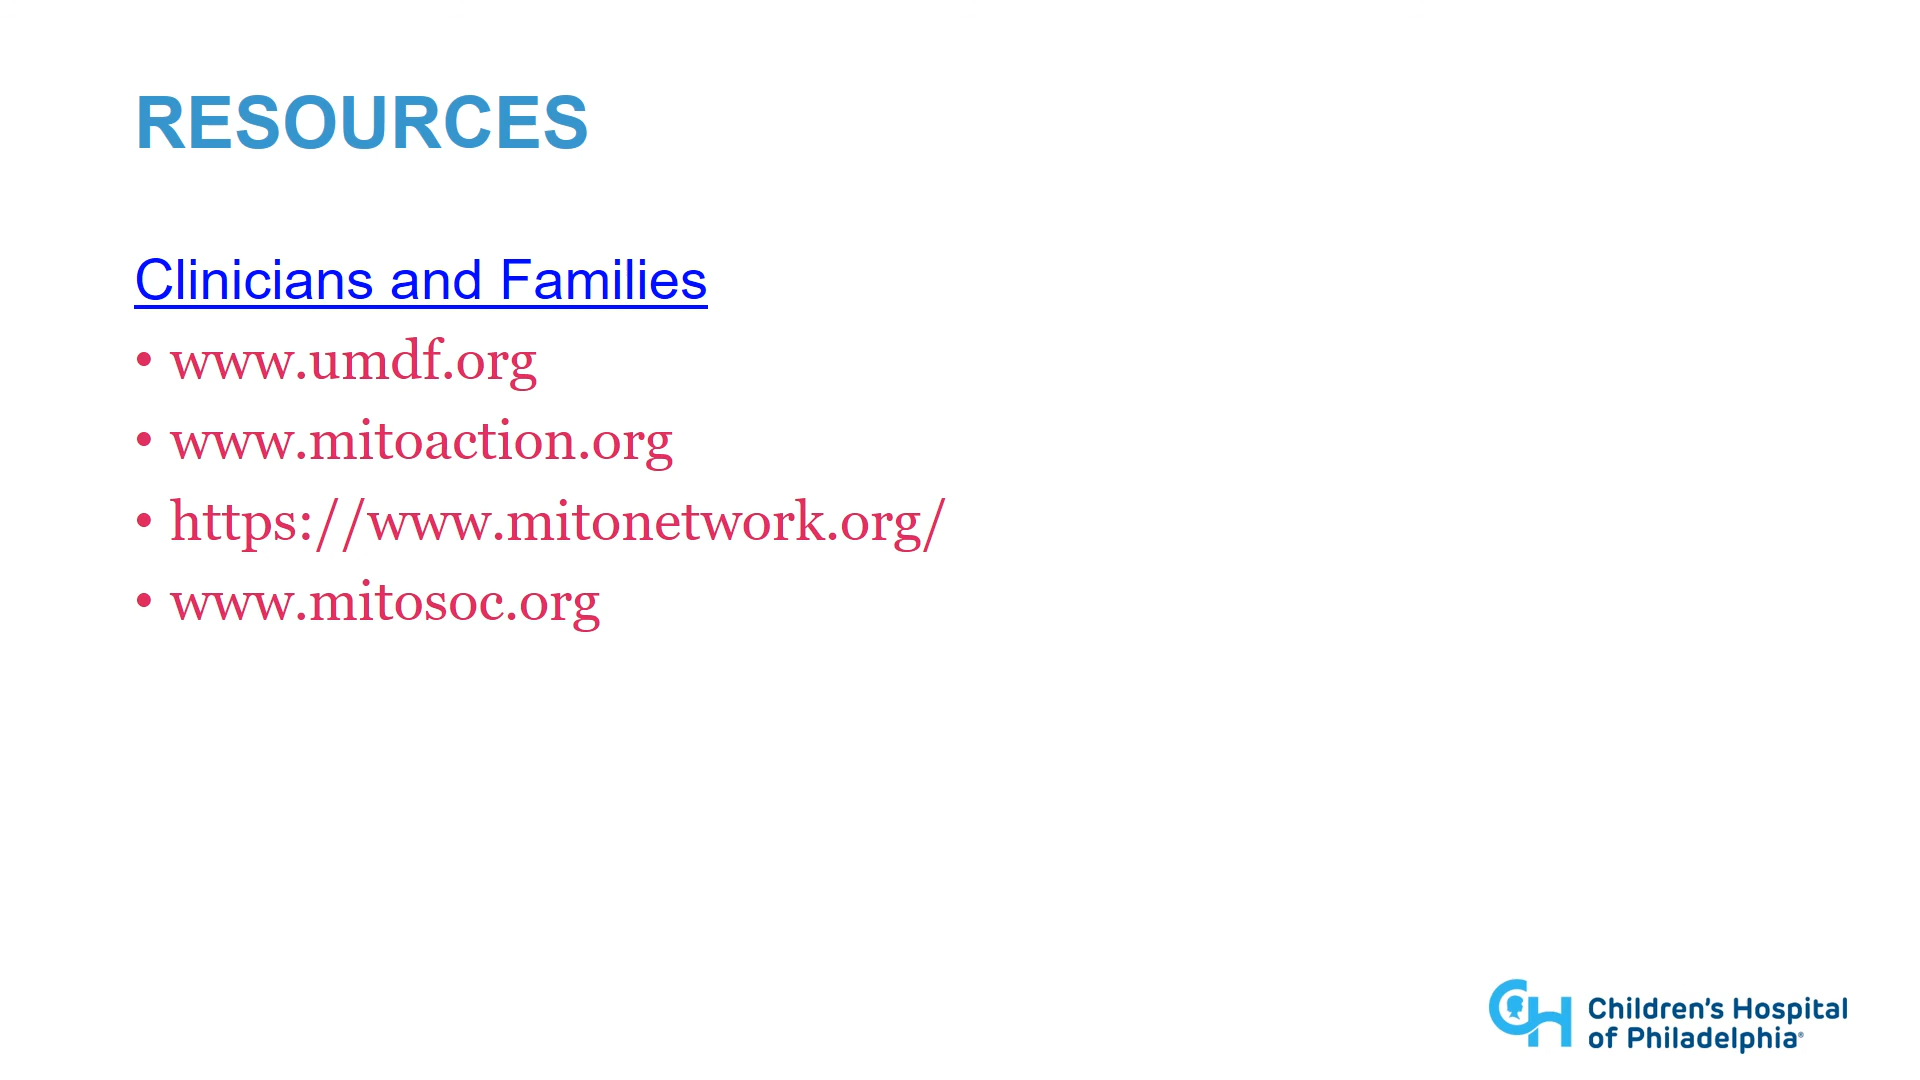 RESOURCES
Clinicians and Families
• www.umdf.org
• www.mitoaction.org
• https://www.mitonetwork.org/
• www.mitosoc.org
Children's Hospital
of Philadelphia®